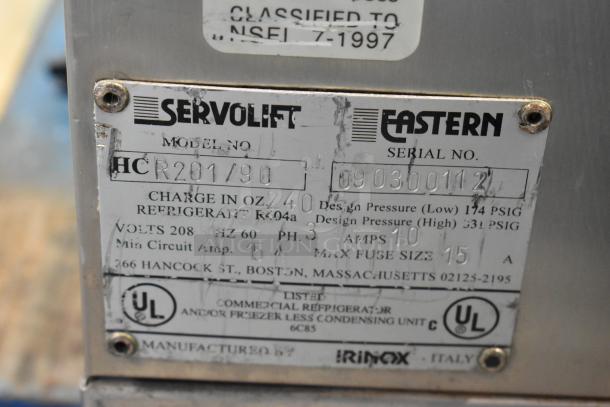 CLASSIFIED TO
NSF 7-1997
SERVOLIFT EASTERN
MODEL NO.
SERIAL NO.
HC R201/90
090300112
CHARGE IN OZ. 240
REFRIGERANT R404a
Design Pressure (Low) 174 PSIG
Design Pressure (High) 331 PSIG
VOLTS 208 HZ 60 PH. 3 AMPS 10
Min Circuit Amp. MAX FUSE SIZE 15 A
266 HANCOCK ST., BOSTON, MASSACHUSETTS 02125-2195
UL
LISTED
COMMERCIAL REFRIGERATOR
AND/OR FREEZER LESS CONDENSING UNIT
6C85
C UL
MANUFACTURED BY IRINOX - ITALY